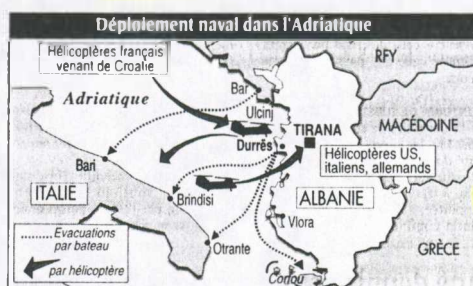 Déploiement naval dans l'Adriatique
Hélicoptères français
venant de Croatie
RFY
Bar
Adriatique
Ulcinj
TIRANA
MACÉDOINE
Durrës
Bari
Hélicoptères US,
italiens, allemands
ITALIE
ALBANIE
Brindisi
Vlora
Evacuations
par bateau
Otrante
GRÈCE
par hélicoptère
Corfou